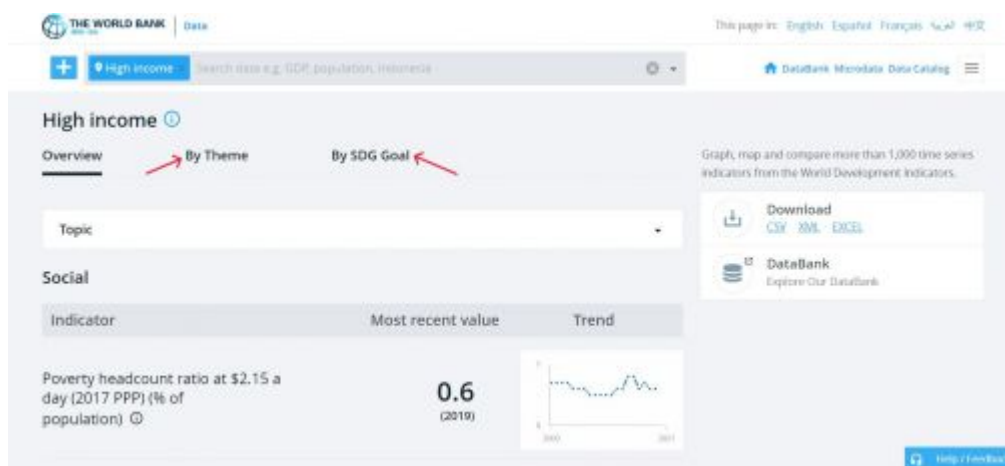 THE WORLD BANK
Data
This page in: English Español Français العربية 中文
High income
Search data e.g. GDP, population, Indonesia
DataBank Microdata Data Catalog
High income
Overview
By Theme
By SDG Goal
Graph, map and compare more than 1,000 time series
indicators from the World Development Indicators.
Topic
Download
CSV XML EXCEL
DataBank
Explore Our DataBank
Social
Indicator
Most recent value
Trend
Poverty headcount ratio at $2.15 a
day (2017 PPP) (% of
population)
0.6
(2019)
2000
Help / Feedback